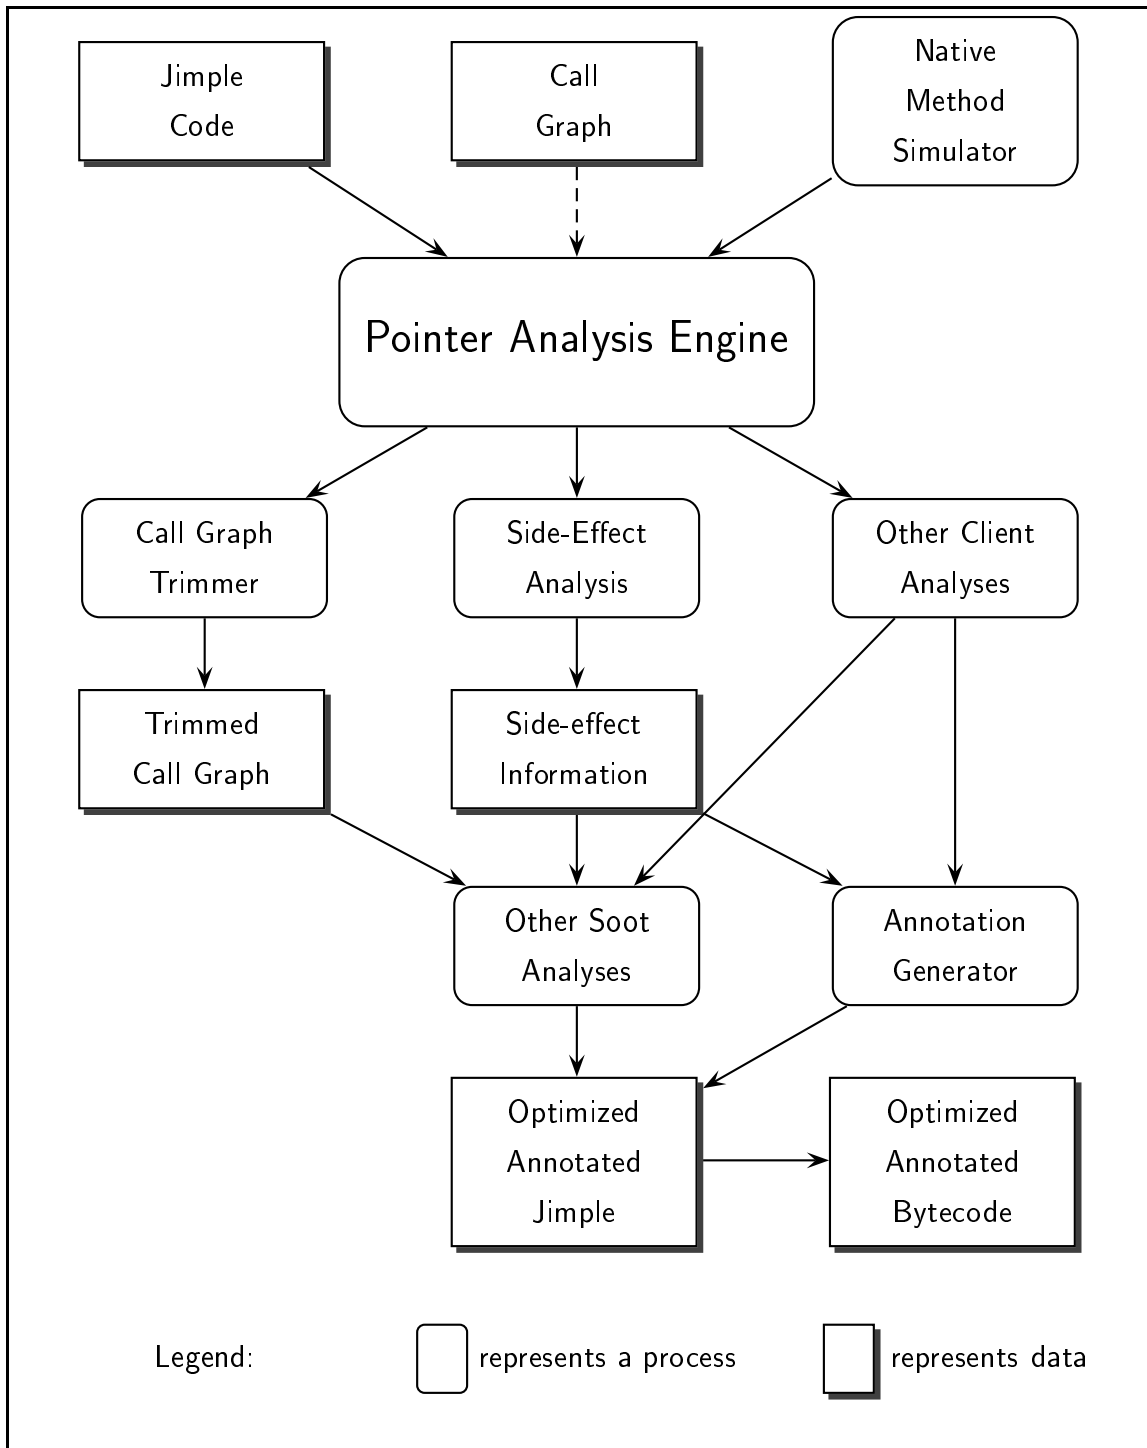 Jimple
Code
Call
Graph
Native
Method
Simulator
Pointer Analysis Engine
Call Graph
Trimmer
Side-Effect
Analysis
Other Client
Analyses
Trimmed
Call Graph
Side-effect
Information
Other Soot
Analyses
Annotation
Generator
Optimized
Annotated
Jimple
Optimized
Annotated
Bytecode
Legend:
represents a process
represents data